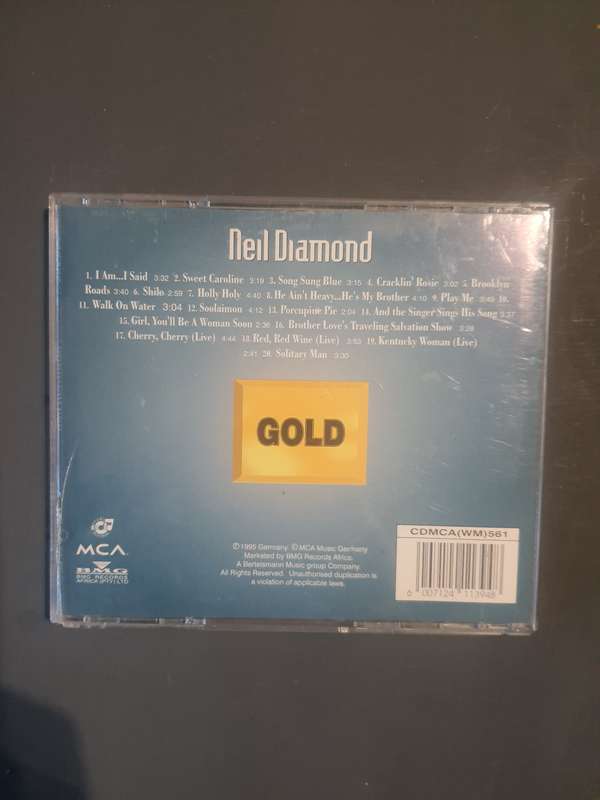 Neil Diamond
1. I Am...I Said 3:32 2. Sweet Caroline 2:19 3. Song Sung Blue 3:15 4. Cracklin' Rosie 3:02 5. Brooklyn
Roads 3:40 6. Shilo 2:59 7. Holly Holy 4:40 8. He Ain't Heavy...He's My Brother 4:10 9. Play Me 3:49 10.
11. Walk On Water 3:04 12. Soolaimon 4:12 13. Porcupine Pie 2:04 14. And the Singer Sings His Song 3:37
15. Girl, You'll Be A Woman Soon 2:36 16. Brother Love's Traveling Salvation Show 3:28
17. Cherry, Cherry (Live) 4:44 18. Red, Red Wine (Live) 3:53 19. Kentucky Woman (Live)
2:41 20. Solitary Man 3:30
GOLD
CDMCA(WM)561
6 007124 113948
MCA
BMG
BMG RECORDS
AFRICA (PTY) LTD
℗ 1995 Germany. © MCA Music Germany
Marketed by BMG Records Africa.
A Bertelsmann Music group Company.
All Rights Reserved. Unauthorised duplication is
a violation of applicable laws.